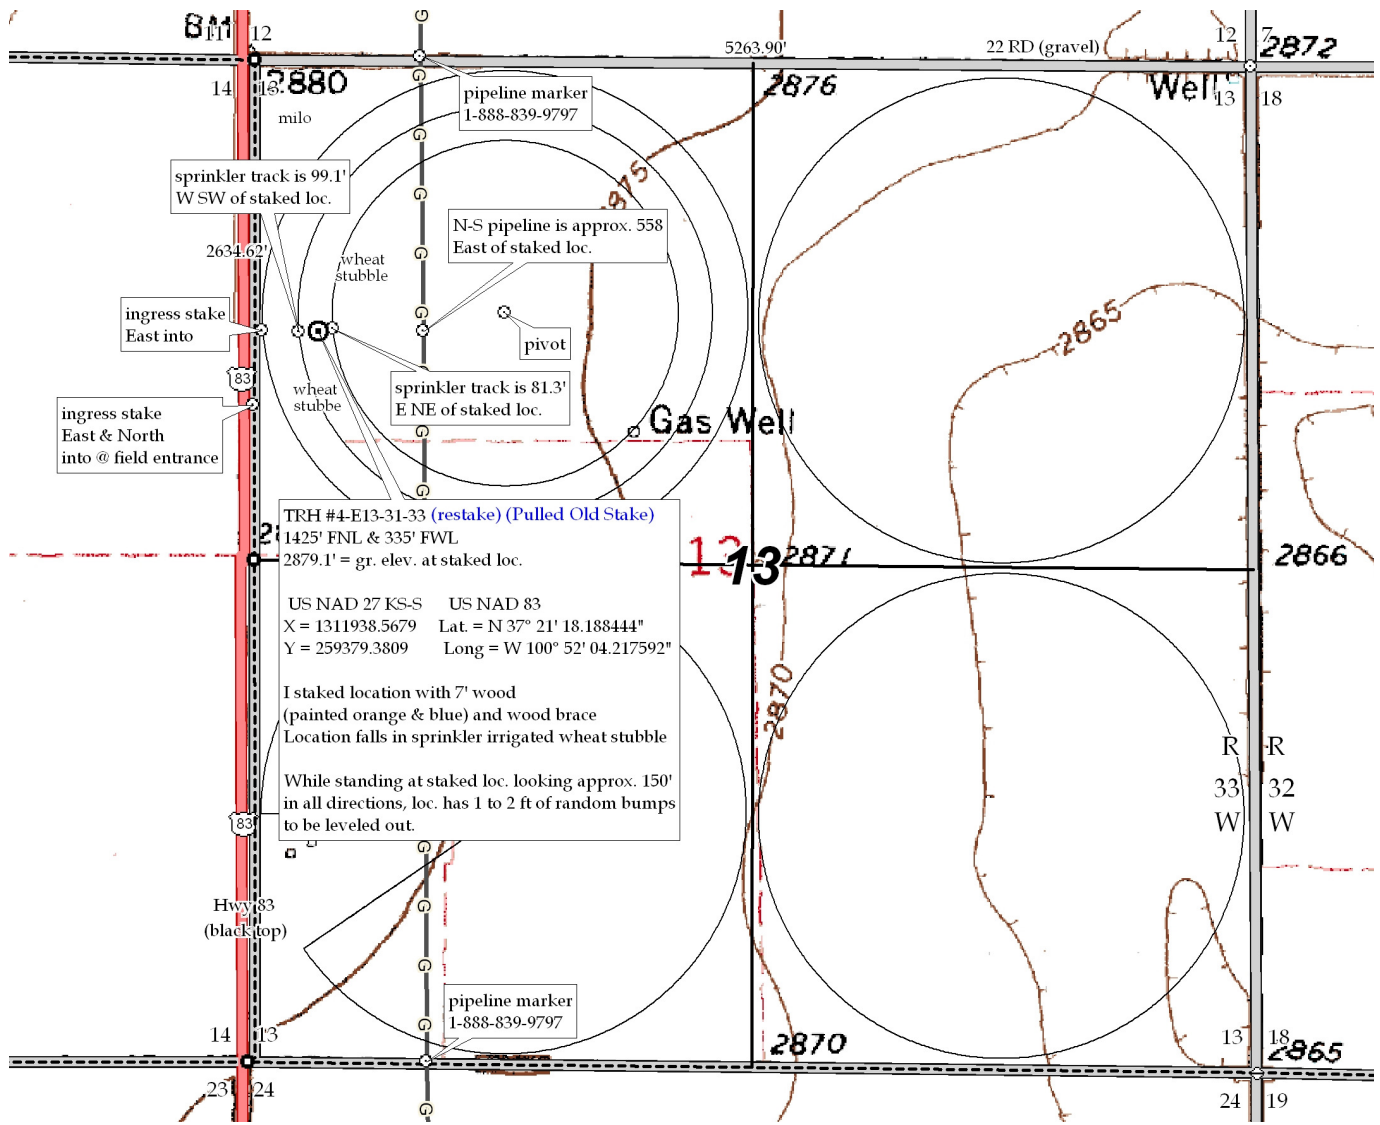 11
12
14
13
2880
milo
pipeline marker
1-888-839-9797
5263.90'
2876
22 RD (gravel)
12
7
2872
Well
13
18
sprinkler track is 99.1'
W SW of staked loc.
2875
N-S pipeline is approx. 558
East of staked loc.
2634.62'
wheat
stubble
ingress stake
East into
pivot
2865
83
wheat
stubbe
sprinkler track is 81.3'
E NE of staked loc.
Gas Well
ingress stake
East & North
into @ field entrance
TRH #4-E13-31-33 (restake) (Pulled Old Stake)
1425' FNL & 335' FWL
2879.1' = gr. elev. at staked loc.
US NAD 27 KS-S US NAD 83
X = 1311938.5679 Lat. = N 37° 21' 18.188444"
Y = 259379.3809 Long = W 100° 52' 04.217592"
I staked location with 7' wood
(painted orange & blue) and wood brace
Location falls in sprinkler irrigated wheat stubble
While standing at staked loc. looking approx. 150'
in all directions, loc. has 1 to 2 ft of random bumps
to be leveled out.
13
13
2871
2866
2870
R R
33 32
W W
83
Hwy 83
(black top)
pipeline marker
1-888-839-9797
14
13
23
24
2870
13
18
2865
24
19
G
G
G
G
G
G
G
G
G
G
G
G
G